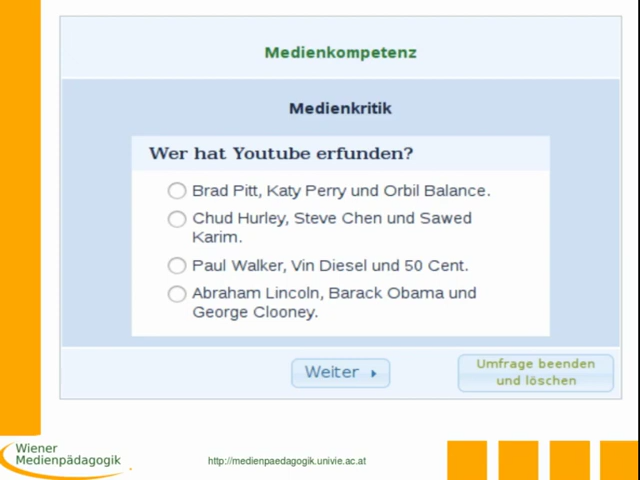 Medienkompetenz
Medienkritik
Wer hat Youtube erfunden?
Brad Pitt, Katy Perry und Orbil Balance.
Chud Hurley, Steve Chen und Sawed
Karim.
Paul Walker, Vin Diesel und 50 Cent.
Abraham Lincoln, Barack Obama und
George Clooney.
Weiter
Umfrage beenden
und löschen
Wiener
Medienpädagogik
http://medienpaedagogik.univie.ac.at